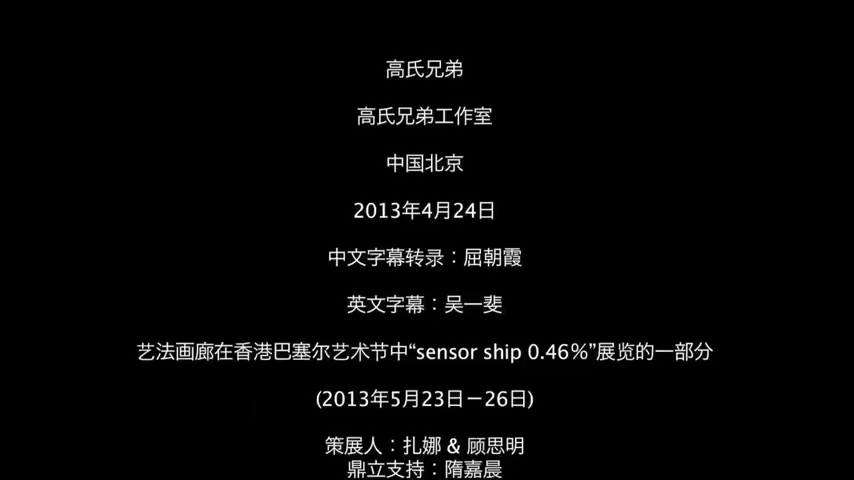 高氏兄弟
高氏兄弟工作室
中国北京
2013年4月24日
中文字幕转录：屈朝霞
英文字幕：吴一斐
艺法画廊在香港巴塞尔艺术节中“sensor ship 0.46%”展览的一部分
(2013年5月23日－26日)
策展人：扎娜 & 顾思明
鼎立支持：隋嘉晨